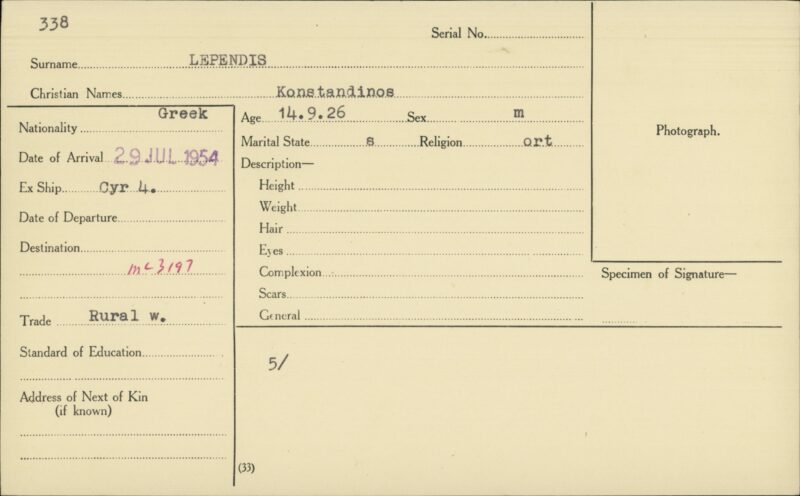 338
Serial No.
Surname LEPENDIS
Christian Names Konstandinos
Nationality Greek
Date of Arrival 29 JUL 1954
Ex Ship Cyr 4.
Date of Departure
Destination
mc3197
Trade Rural w.
Standard of Education
Address of Next of Kin
(if known)
Age 14.9.26 Sex m
Marital State s Religion ort
Description—
Height
Weight
Hair
Eyes
Complexion
Scars
General
5/
(33)
Photograph.
Specimen of Signature—